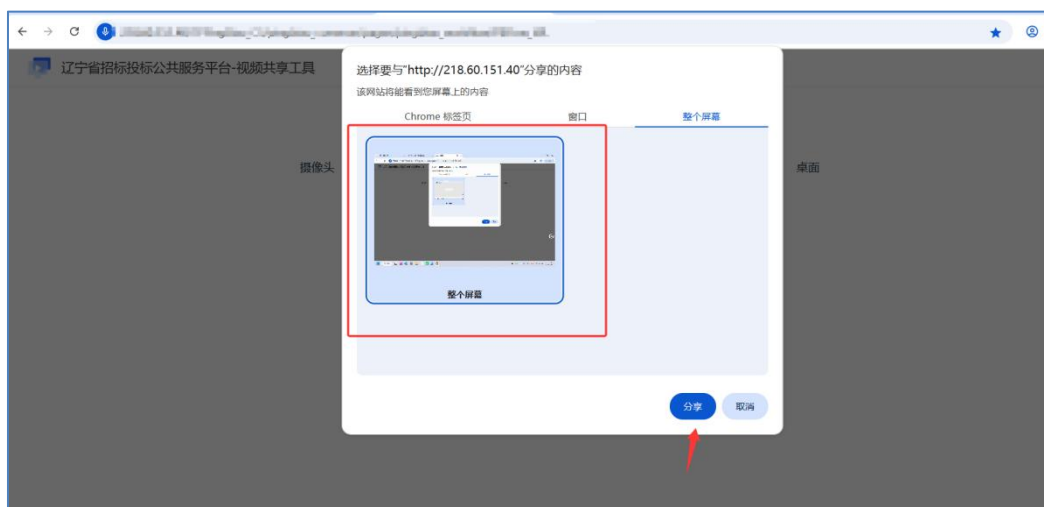 辽宁省招标投标公共服务平台-视频共享工具
选择要与"http://218.60.151.40"分享的内容
该网站将能看到您屏幕上的内容
Chrome 标签页 窗口 整个屏幕
摄像头 桌面
整个屏幕
分享 取消